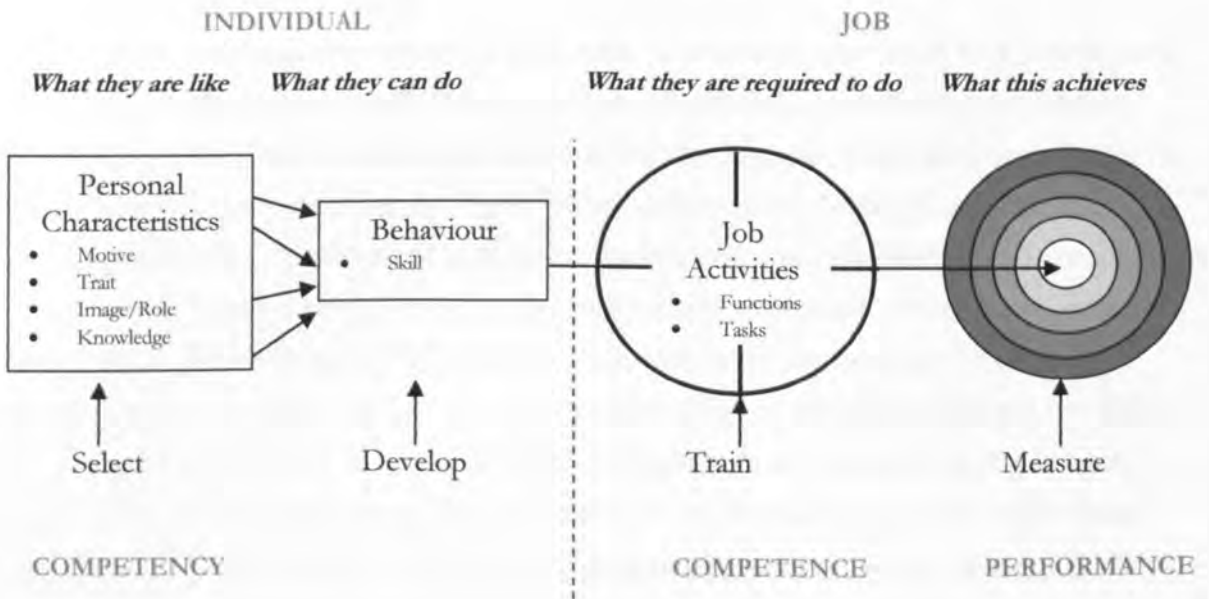 INDIVIDUAL
JOB
What they are like
What they can do
What they are required to do
What this achieves
Personal
Characteristics
• Motive
• Trait
• Image/Role
• Knowledge
Behaviour
• Skill
Job
Activities
• Functions
• Tasks
Select
Develop
Train
Measure
COMPETENCY
COMPETENCE
PERFORMANCE